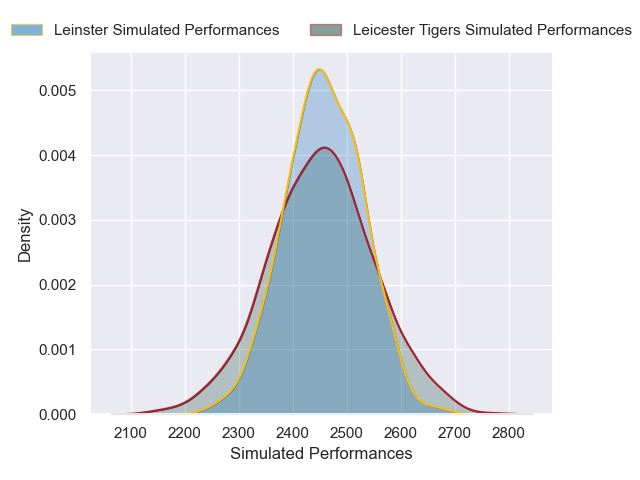 Leinster Simulated Performances Leicester Tigers Simulated Performances
0.005
0.004
0.003
0.002
0.001
0.000
Density
2100 2200 2300 2400 2500 2600 2700 2800
Simulated Performances